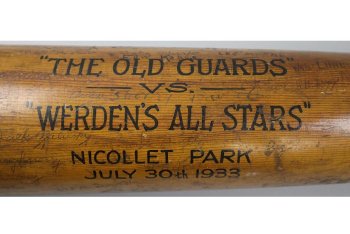 "THE OLD GUARDS"
VS.
"WERDEN'S ALL STARS"
NICOLLET PARK
JULY 30th 1933